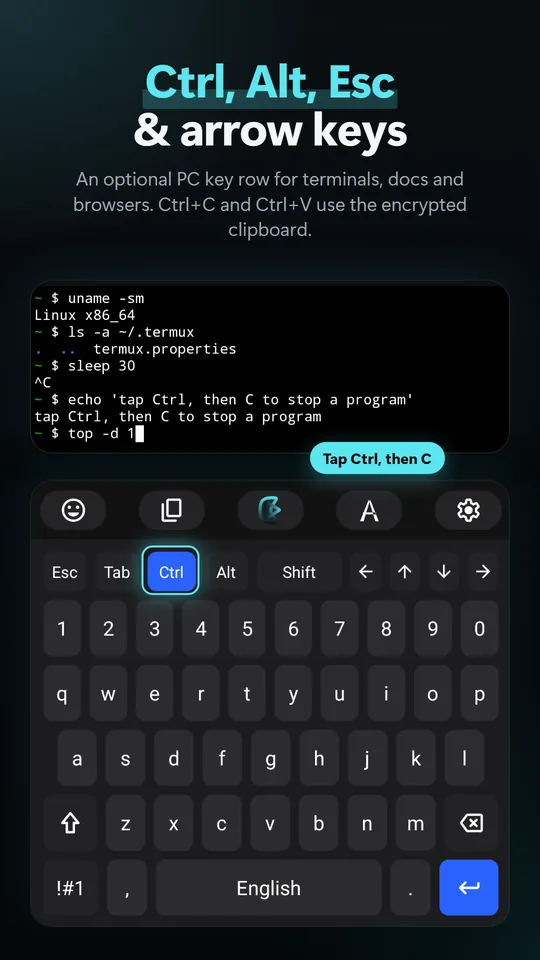 Ctrl, Alt, Esc
& arrow keys
An optional PC key row for terminals, docs and
browsers. Ctrl+C and Ctrl+V use the encrypted
clipboard.
~ $ uname -sm
Linux x86_64
~ $ ls -a ~/.termux
. .. termux.properties
~ $ sleep 30
^C
~ $ echo 'tap Ctrl, then C to stop a program'
tap Ctrl, then C to stop a program
~ $ top -d 1
Tap Ctrl, then C
A
Esc Tab Ctrl Alt Shift ← ↑ ↓ →
1 2 3 4 5 6 7 8 9 0
q w e r t y u i o p
a s d f g h j k l
z x c v b n m
!#1 , English .